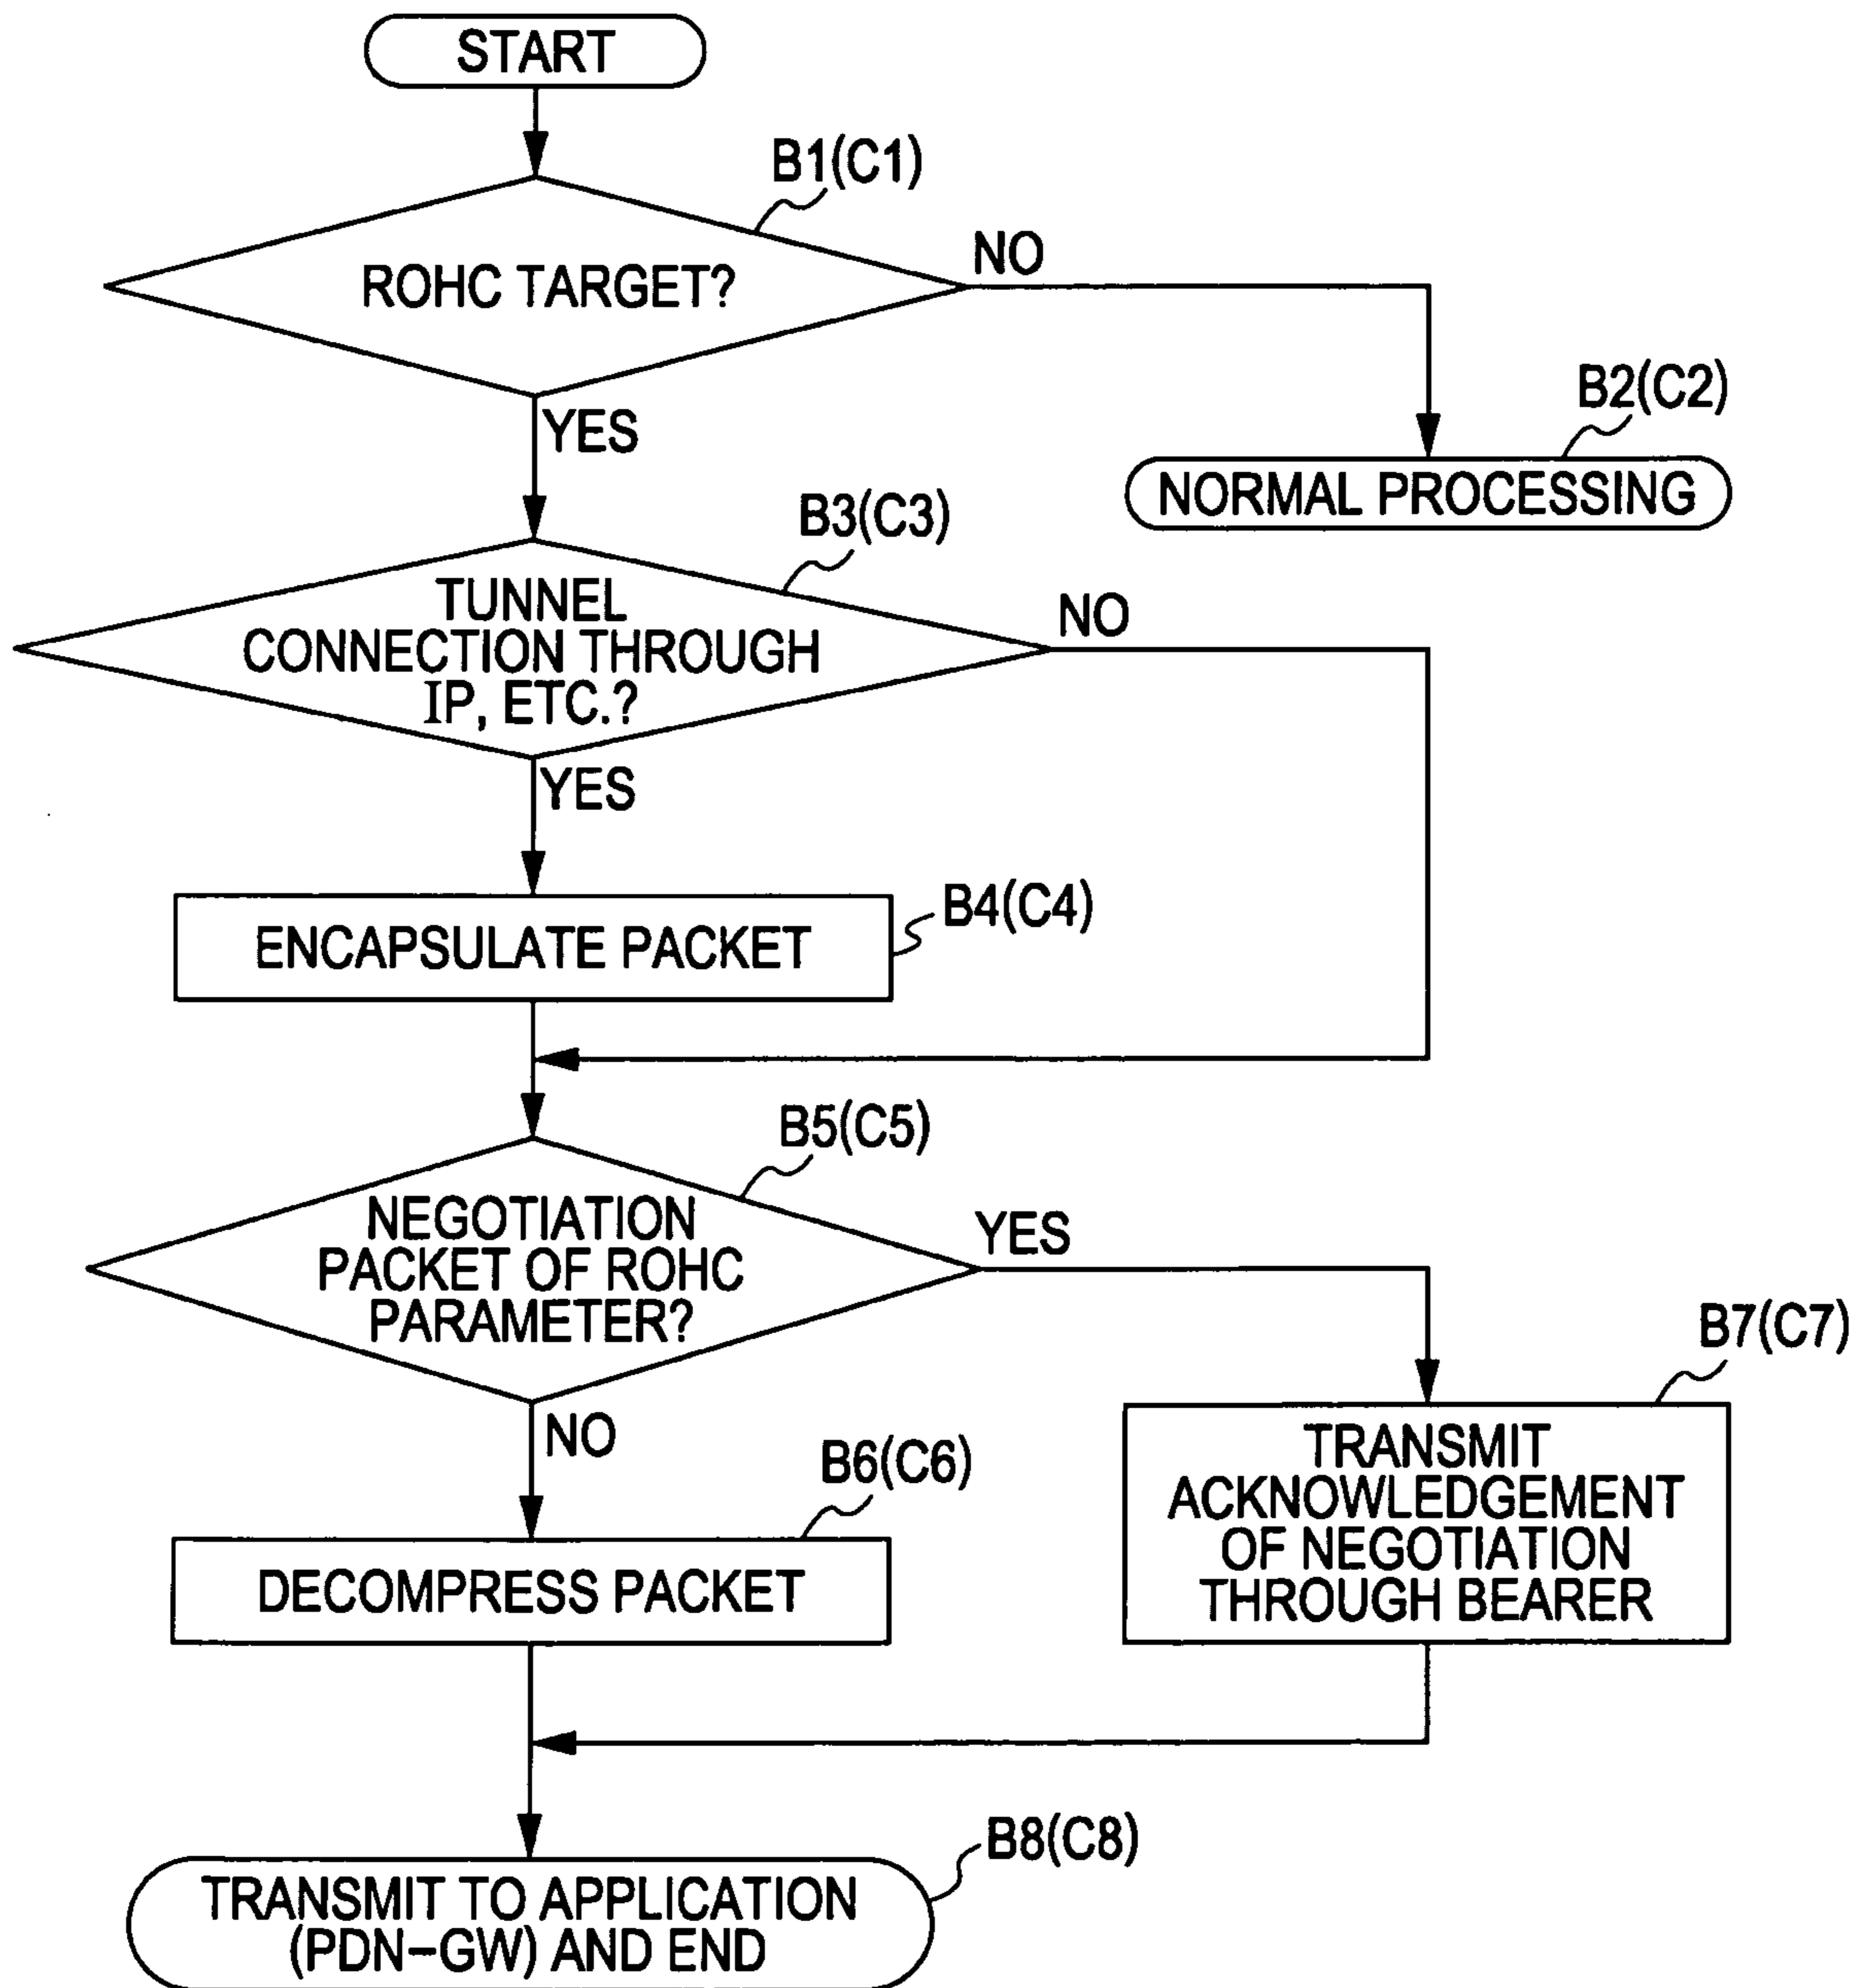 START
B1(C1)
ROHC TARGET?
NO
YES
B2(C2)
NORMAL PROCESSING
B3(C3)
TUNNEL
CONNECTION THROUGH
IP, ETC.?
NO
YES
B4(C4)
ENCAPSULATE PACKET
B5(C5)
NEGOTIATION
PACKET OF ROHC
PARAMETER?
YES
NO
B7(C7)
TRANSMIT
ACKNOWLEDGEMENT
OF NEGOTIATION
THROUGH BEARER
B6(C6)
DECOMPRESS PACKET
B8(C8)
TRANSMIT TO APPLICATION
(PDN-GW) AND END